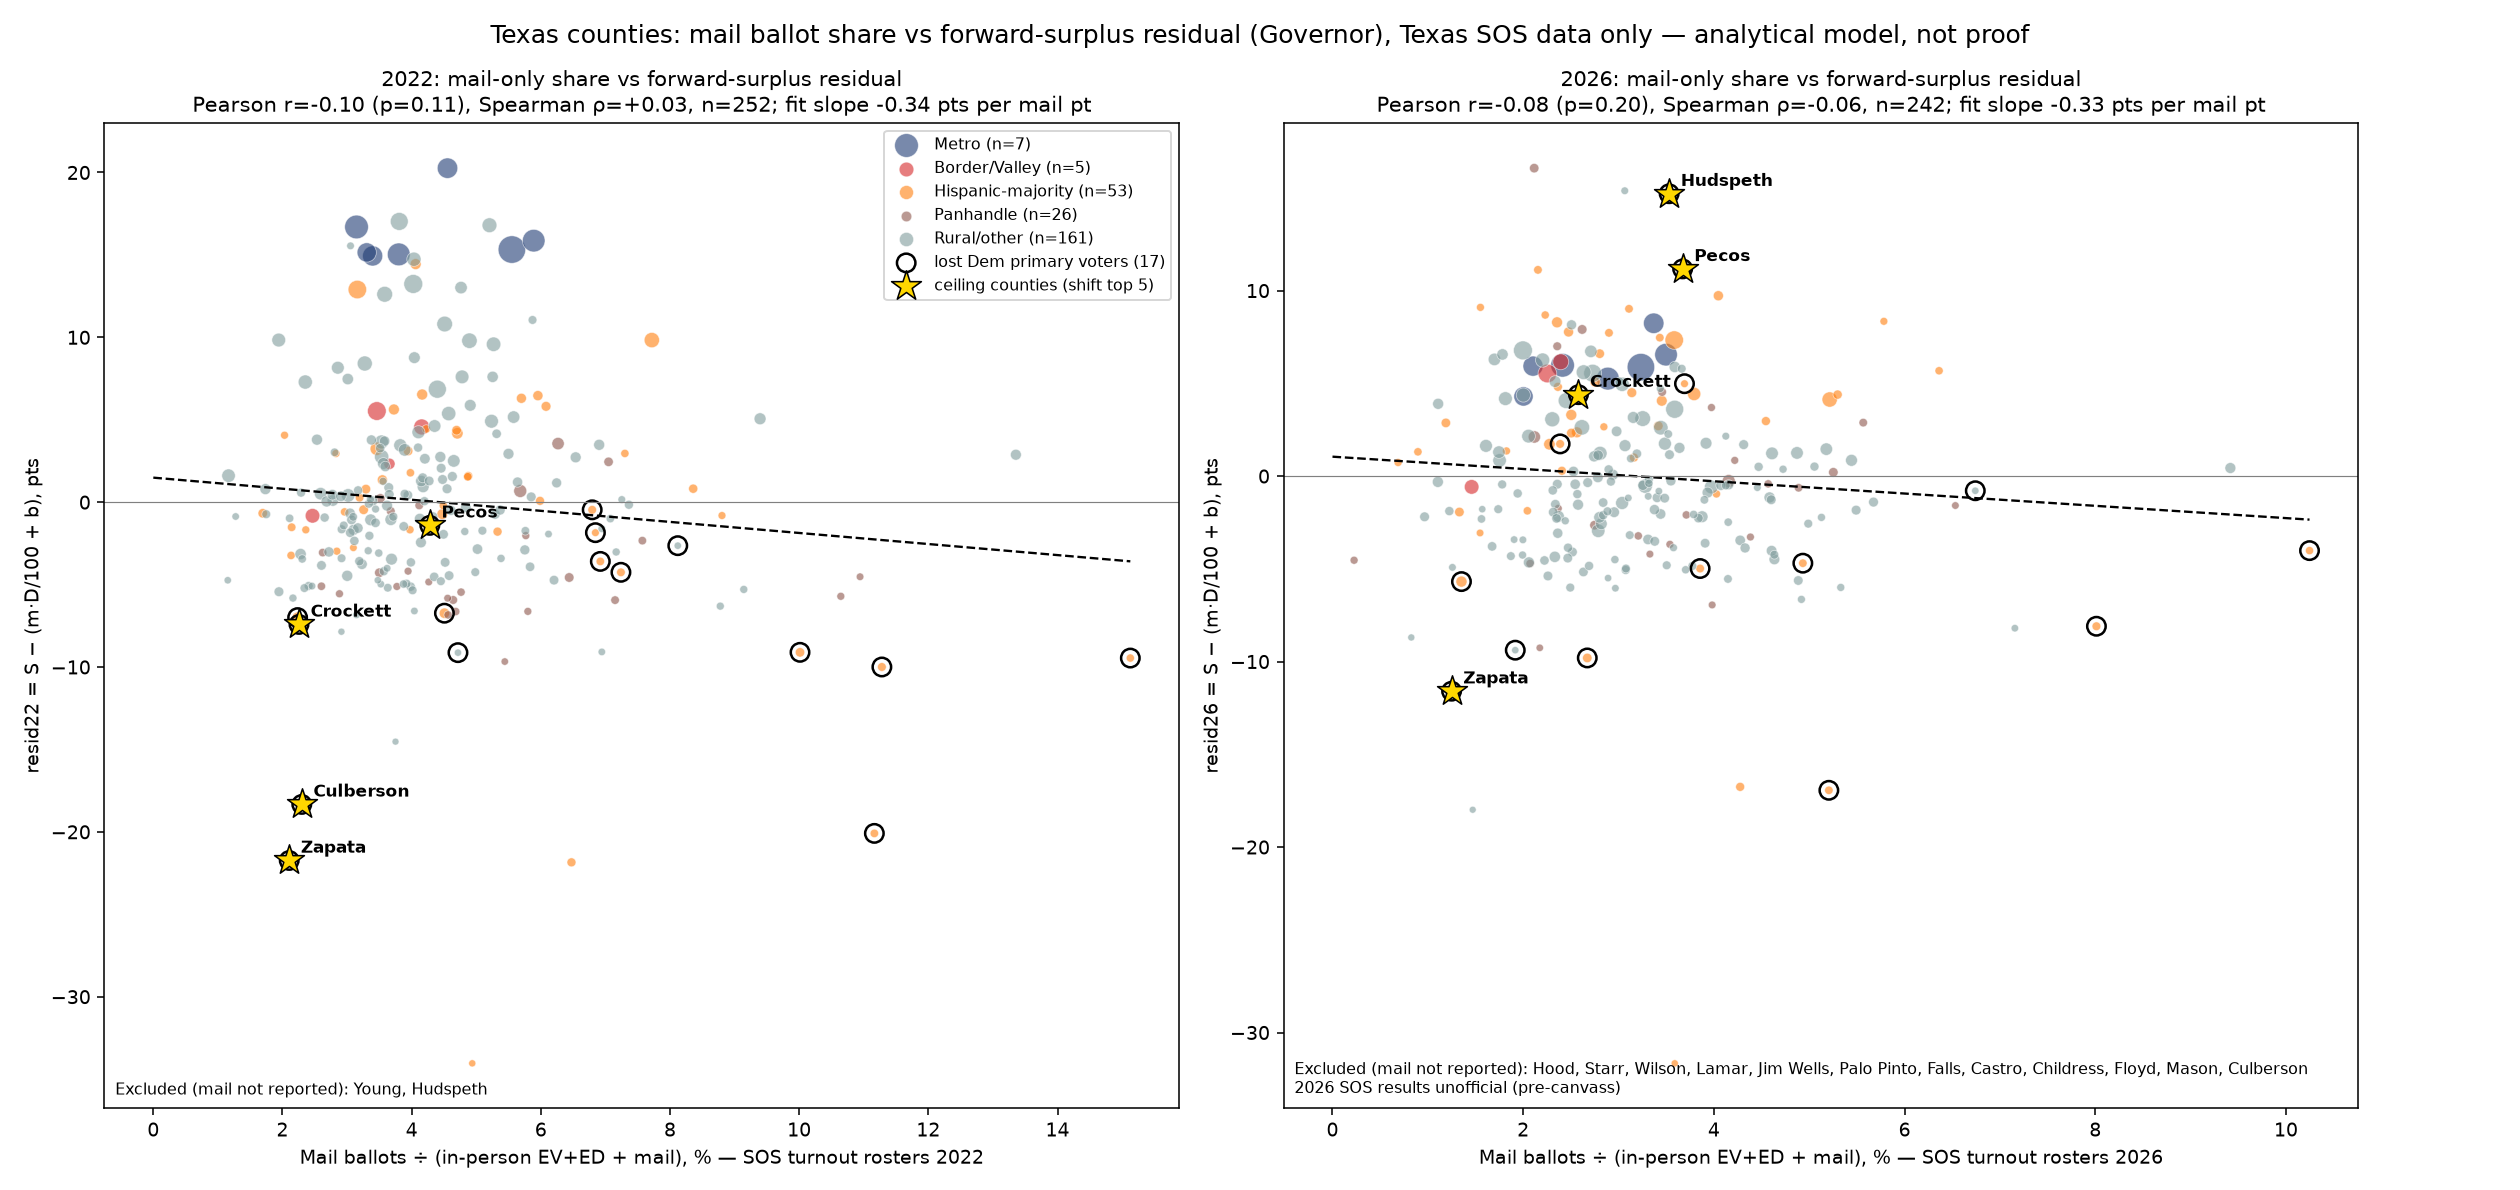 Texas counties: mail ballot share vs forward-surplus residual (Governor), Texas SOS data only — analytical model, not proof
2022: mail-only share vs forward-surplus residual
Pearson r=-0.10 (p=0.11), Spearman ρ=+0.03, n=252; fit slope -0.34 pts per mail pt
Metro (n=7)
Border/Valley (n=5)
Hispanic-majority (n=53)
Panhandle (n=26)
Rural/other (n=161)
lost Dem primary voters (17)
ceiling counties (shift top 5)
20
10
0
−10
−20
−30
resid22 = S − (m·D/100 + b), pts
Pecos
Crockett
Culberson
Zapata
Excluded (mail not reported): Young, Hudspeth
0 2 4 6 8 10 12 14
Mail ballots ÷ (in-person EV+ED + mail), % — SOS turnout rosters 2022
2026: mail-only share vs forward-surplus residual
Pearson r=-0.08 (p=0.20), Spearman ρ=-0.06, n=242; fit slope -0.33 pts per mail pt
10
0
−10
−20
−30
resid26 = S − (m·D/100 + b), pts
Hudspeth
Pecos
Crockett
Zapata
Excluded (mail not reported): Hood, Starr, Wilson, Lamar, Jim Wells, Palo Pinto, Falls, Castro, Childress, Floyd, Mason, Culberson
2026 SOS results unofficial (pre-canvass)
0 2 4 6 8 10
Mail ballots ÷ (in-person EV+ED + mail), % — SOS turnout rosters 2026